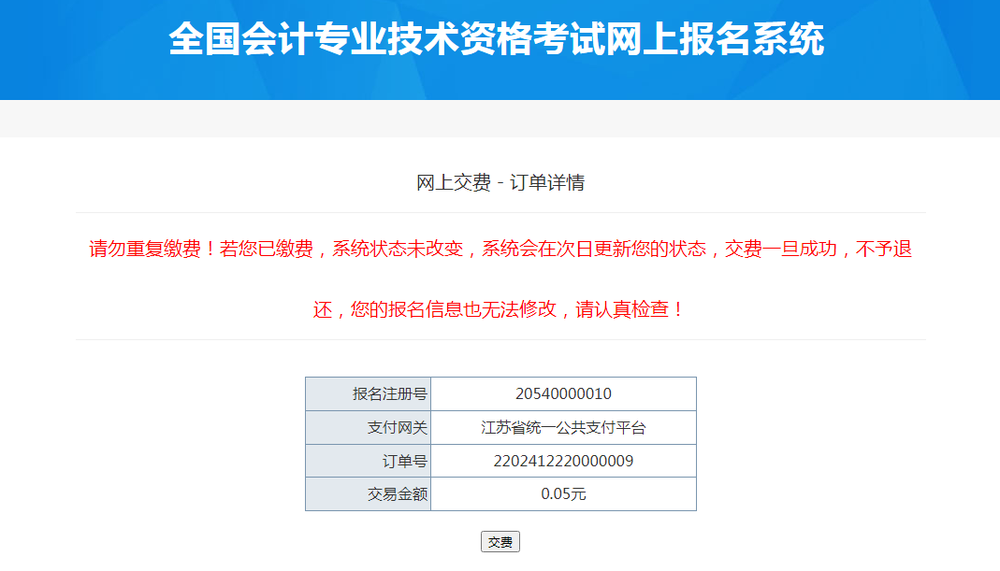 全国会计专业技术资格考试网上报名系统
网上交费 - 订单详情
请勿重复缴费！若您已缴费，系统状态未改变，系统会在次日更新您的状态，交费一旦成功，不予退
还，您的报名信息也无法修改，请认真检查！
报名注册号 20540000010
支付网关 江苏省统一公共支付平台
订单号 2202412220000009
交易金额 0.05元
交费